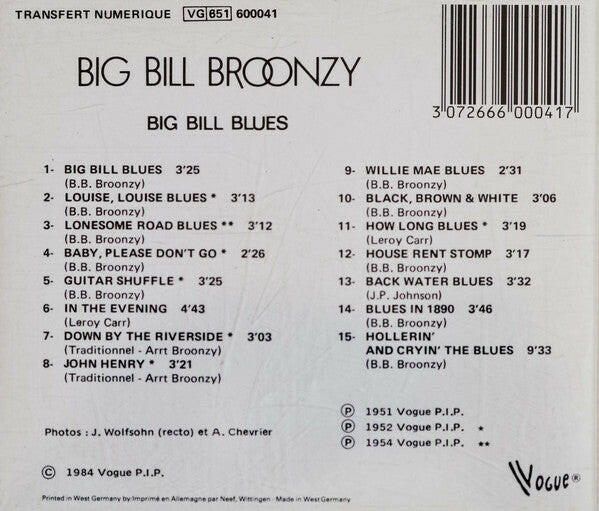 TRANSFERT NUMERIQUE VG 651 600041
BIG BILL BROONZY
BIG BILL BLUES
3 072666 000417
1- BIG BILL BLUES 3'25
(B.B. Broonzy)
2- LOUISE, LOUISE BLUES * 3'13
(B.B. Broonzy)
3- LONESOME ROAD BLUES ** 3'12
(B.B. Broonzy)
4- BABY, PLEASE DON'T GO * 2'26
(B.B. Broonzy)
5- GUITAR SHUFFLE * 3'25
(B.B. Broonzy)
6- IN THE EVENING 4'43
(Leroy Carr)
7- DOWN BY THE RIVERSIDE * 3'03
(Traditionnel - Arrt Broonzy)
8- JOHN HENRY * 3'21
(Traditionnel - Arrt Broonzy)
9- WILLIE MAE BLUES 2'31
(B.B. Broonzy)
10- BLACK, BROWN & WHITE 3'06
(B.B. Broonzy)
11- HOW LONG BLUES * 3'19
(Leroy Carr)
12- HOUSE RENT STOMP 3'17
(B.B. Broonzy)
13- BACK WATER BLUES 3'32
(J.P. Johnson)
14- BLUES IN 1890 3'46
(B.B. Broonzy)
15- HOLLERIN'
AND CRYIN' THE BLUES 9'33
(B.B. Broonzy)
Ⓟ 1951 Vogue P.I.P.
Ⓟ 1952 Vogue P.I.P. *
Ⓟ 1954 Vogue P.I.P. **
Photos : J. Wolfsohn (recto) et A. Chevrier
© 1984 Vogue P.I.P.
Vogue ®
Printed in West Germany by Imprimé en Allemagne par Neef, Wittingen · Made in West Germany